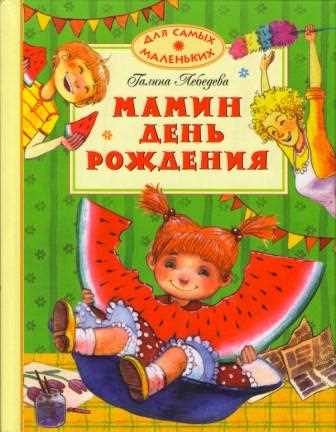 ДЛЯ САМЫХ
МАЛЕНЬКИХ
Галина Лебедева
МАМИН
ДЕНЬ
РОЖДЕНИЯ